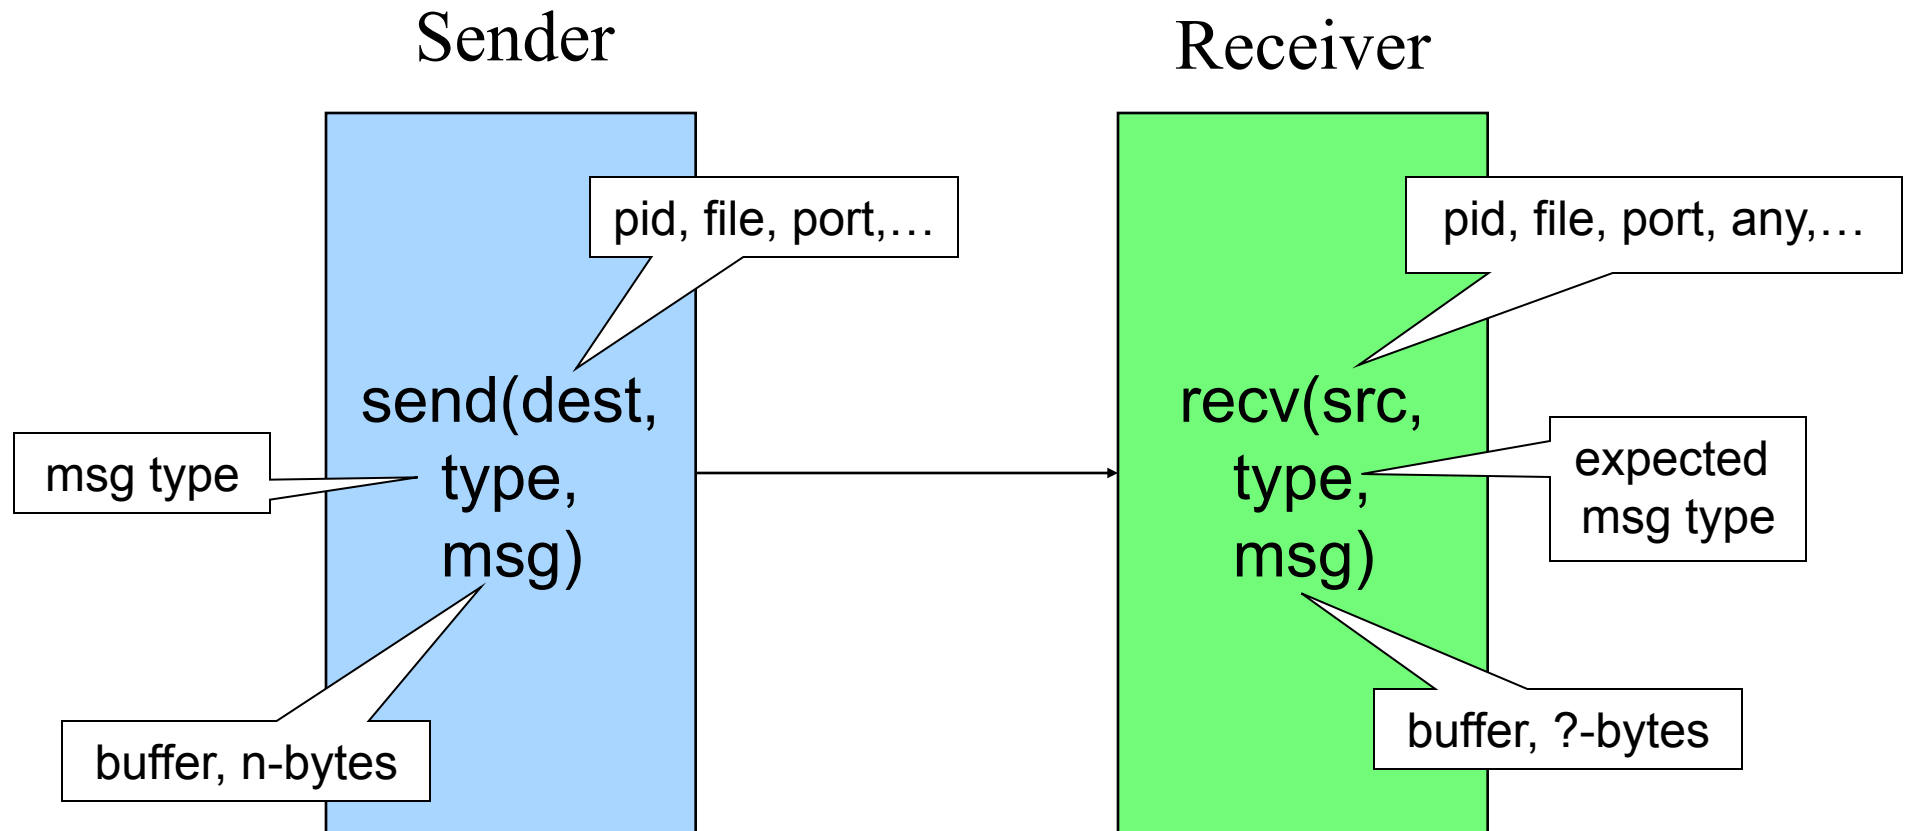 Sender
Receiver
pid, file, port,…
pid, file, port, any,…
send(dest,
type,
msg)
recv(src,
type,
msg)
msg type
expected
msg type
buffer, n-bytes
buffer, ?-bytes